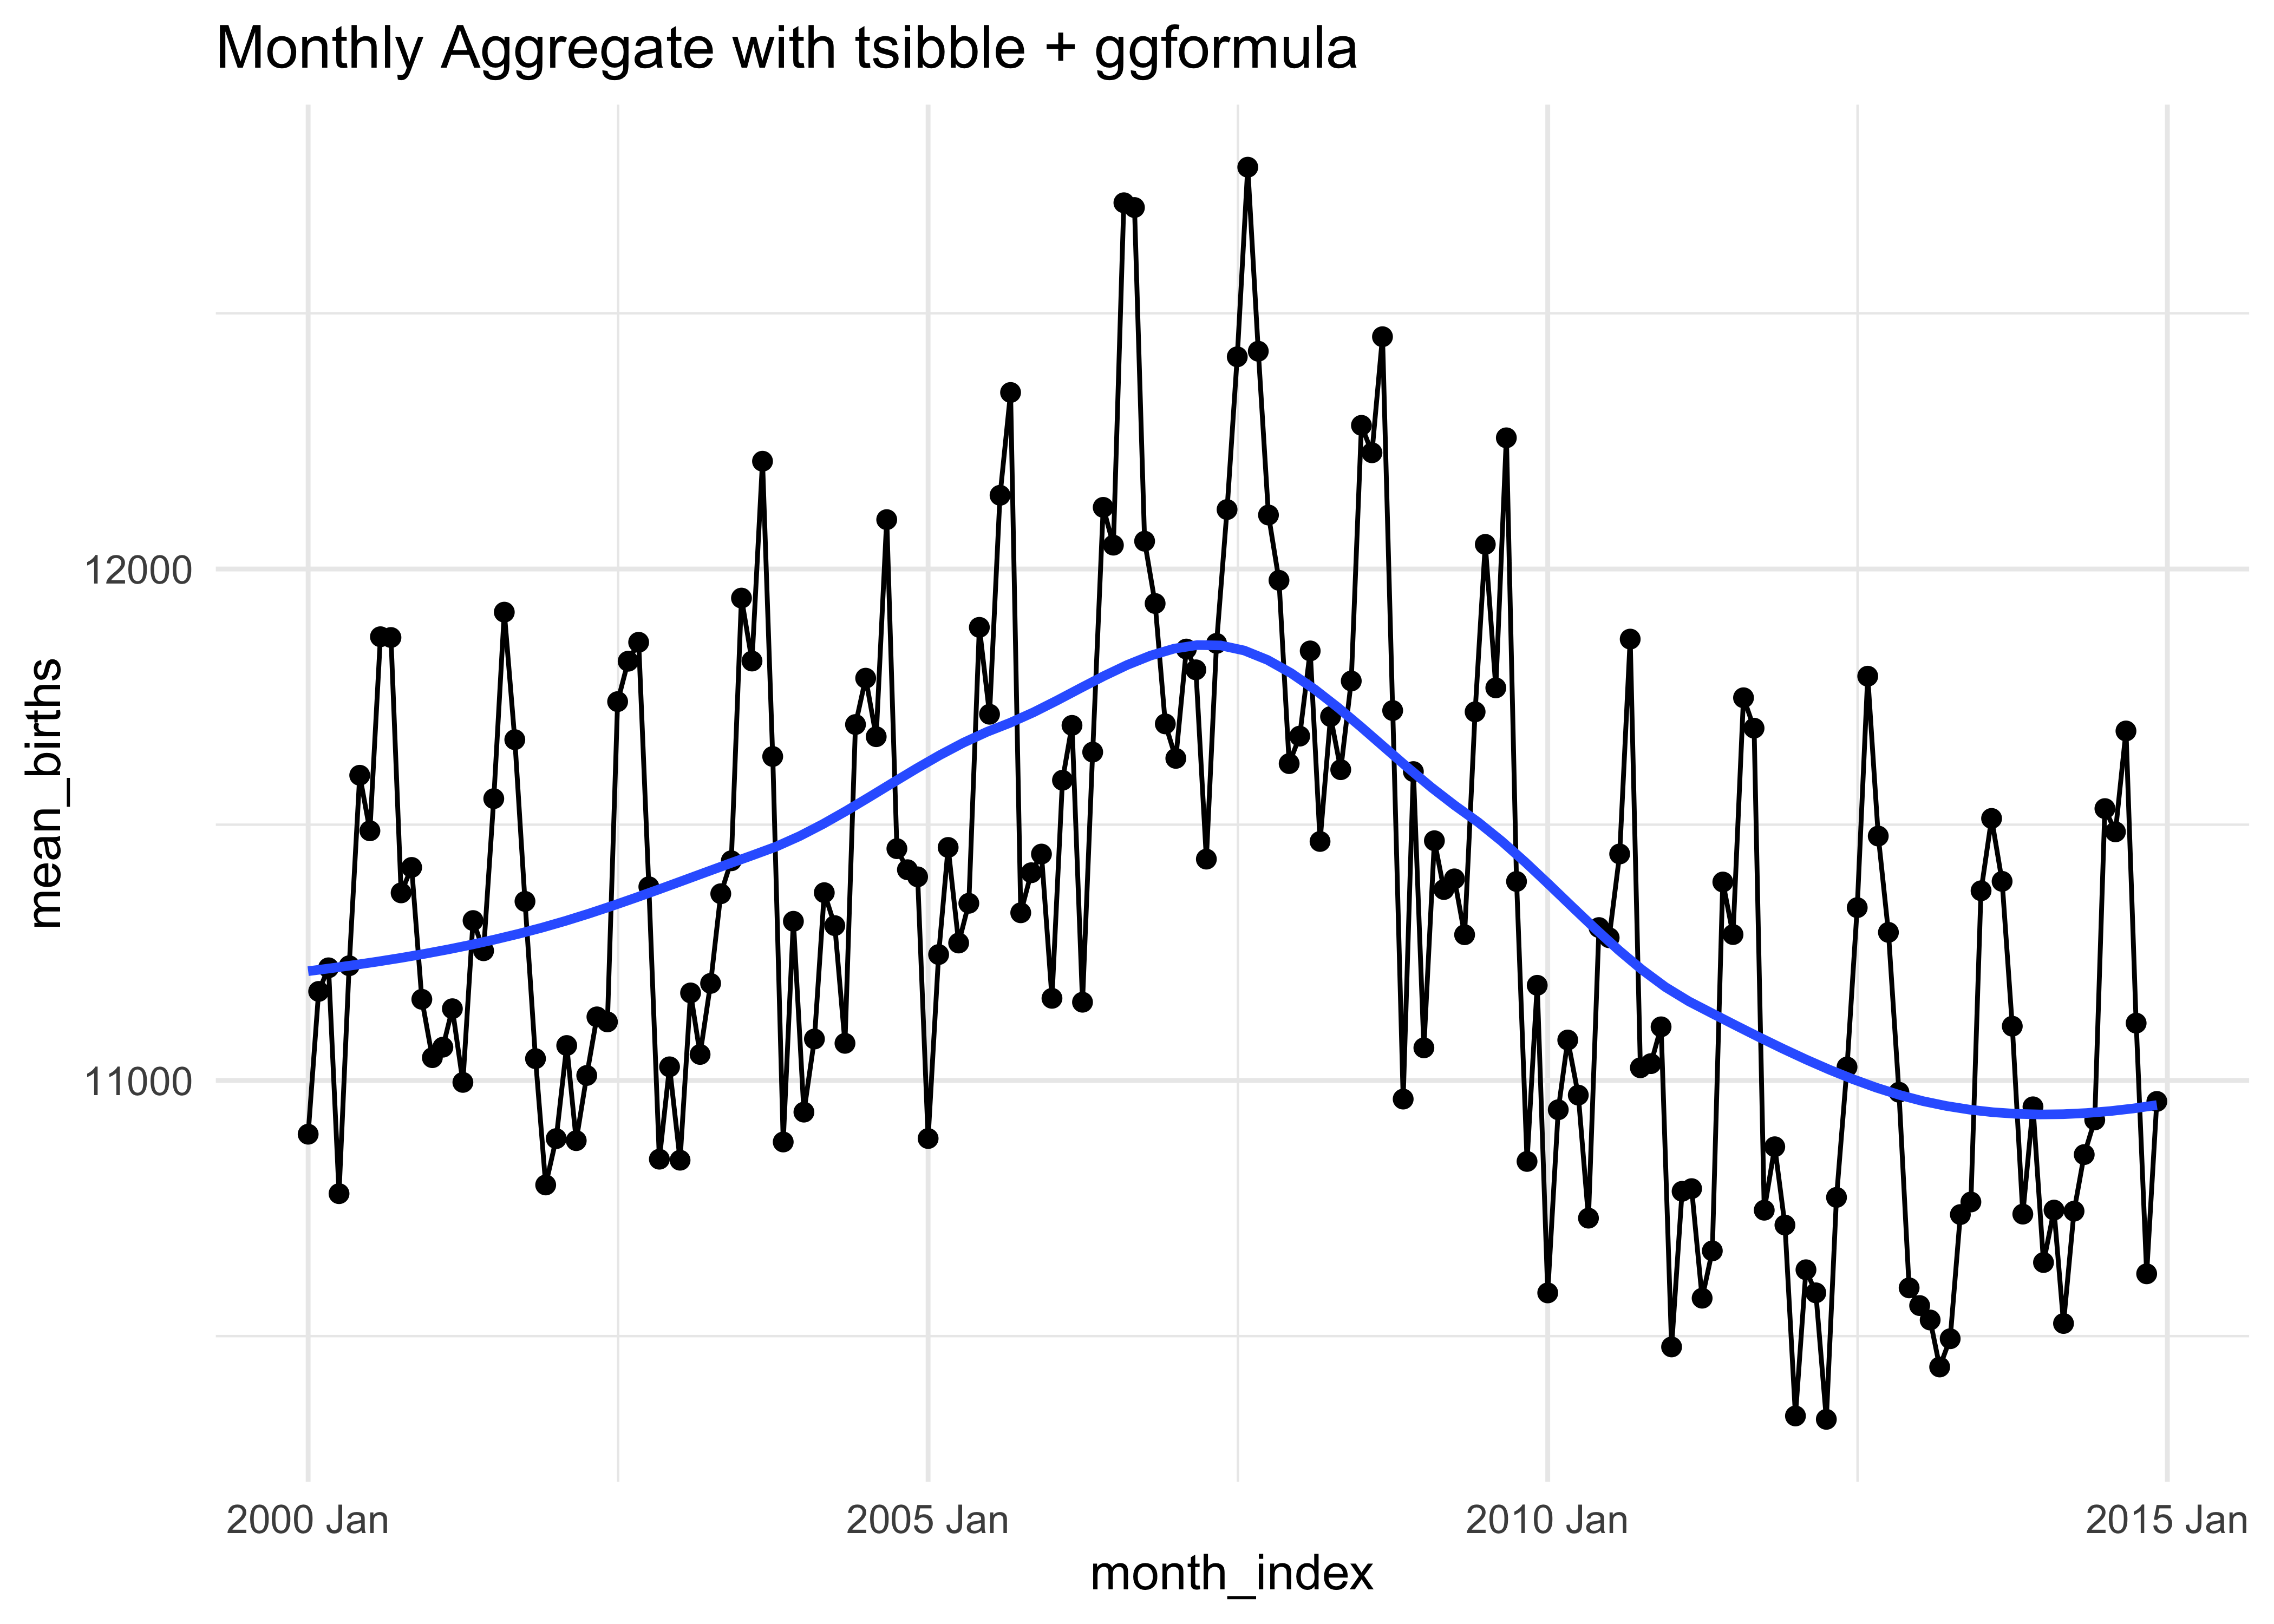 Monthly Aggregate with tsibble + ggformula
mean_births
12000
11000
2000 Jan
2005 Jan
2010 Jan
2015 Jan
month_index